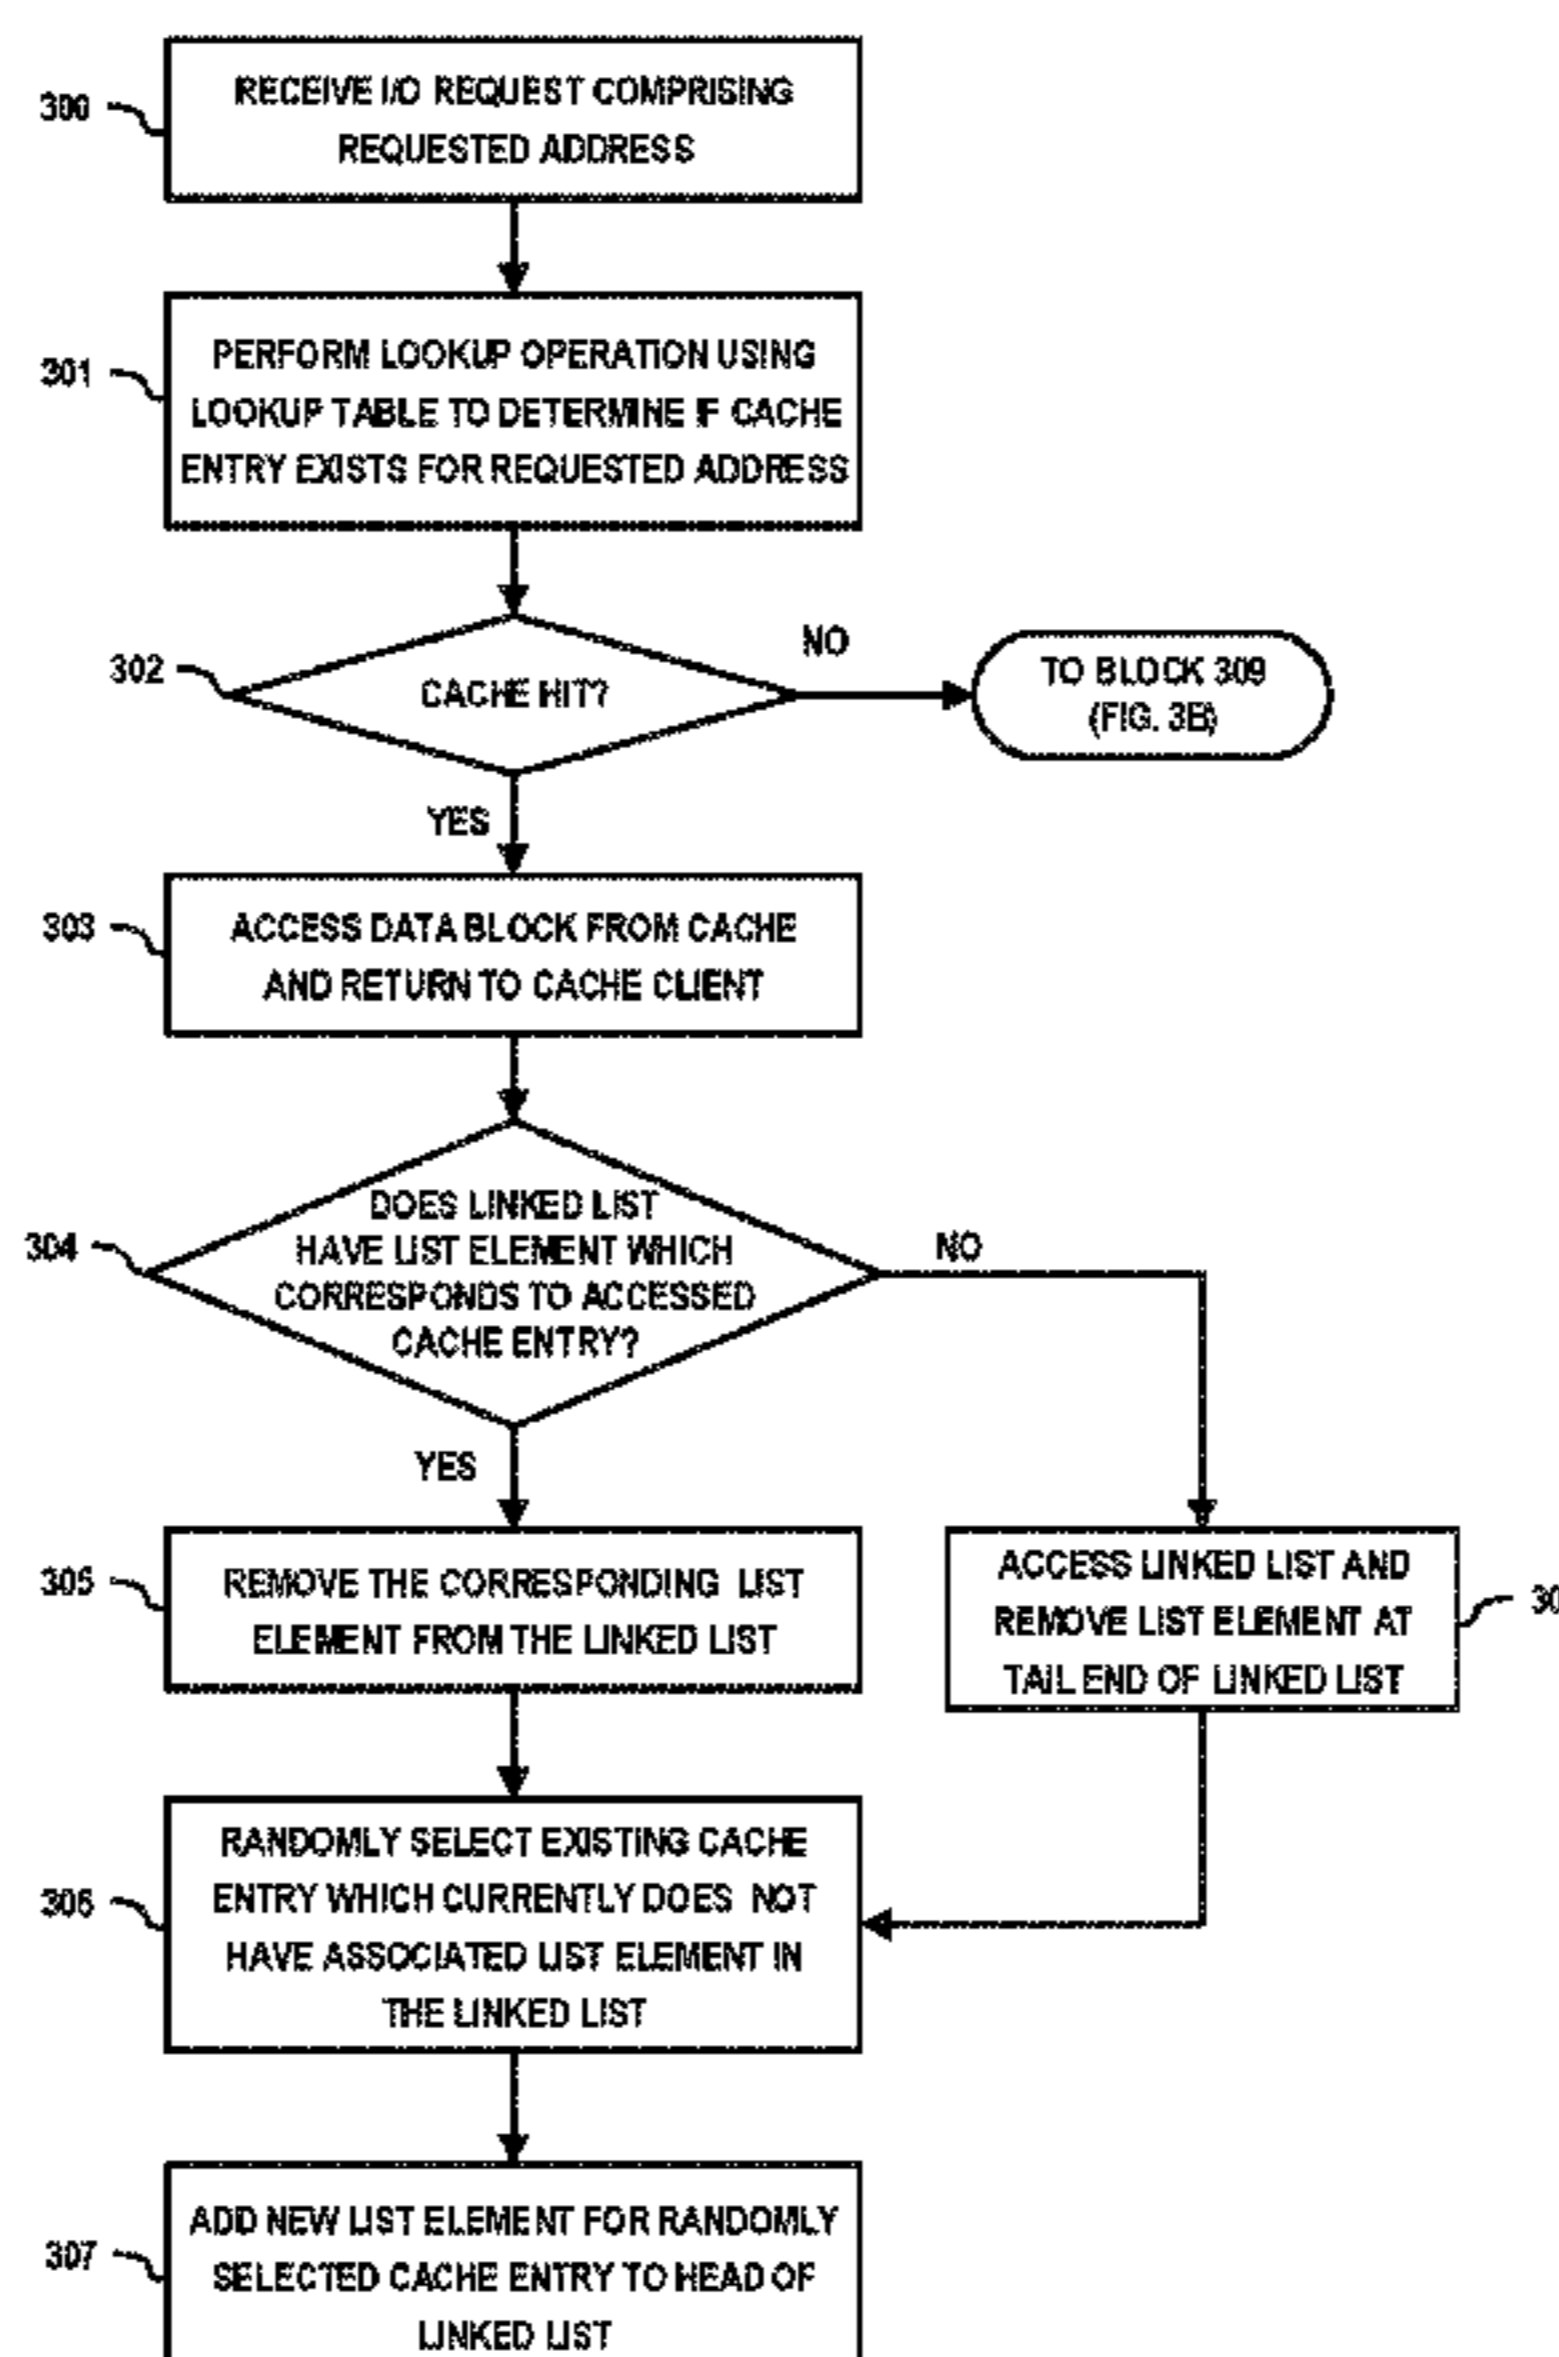 300
RECEIVE I/O REQUEST COMPRISING
REQUESTED ADDRESS
301
PERFORM LOOKUP OPERATION USING
LOOKUP TABLE TO DETERMINE IF CACHE
ENTRY EXISTS FOR REQUESTED ADDRESS
302
CACHE HIT?
NO
TO BLOCK 309
(FIG. 3B)
YES
303
ACCESS DATA BLOCK FROM CACHE
AND RETURN TO CACHE CLIENT
304
DOES LINKED LIST
HAVE LIST ELEMENT WHICH
CORRESPONDS TO ACCESSED
CACHE ENTRY?
NO
YES
305
REMOVE THE CORRESPONDING LIST
ELEMENT FROM THE LINKED LIST
ACCESS LINKED LIST AND
REMOVE LIST ELEMENT AT
TAIL END OF LINKED LIST
306
RANDOMLY SELECT EXISTING CACHE
ENTRY WHICH CURRENTLY DOES NOT
HAVE ASSOCIATED LIST ELEMENT IN
THE LINKED LIST
307
ADD NEW LIST ELEMENT FOR RANDOMLY
SELECTED CACHE ENTRY TO HEAD OF
LINKED LIST